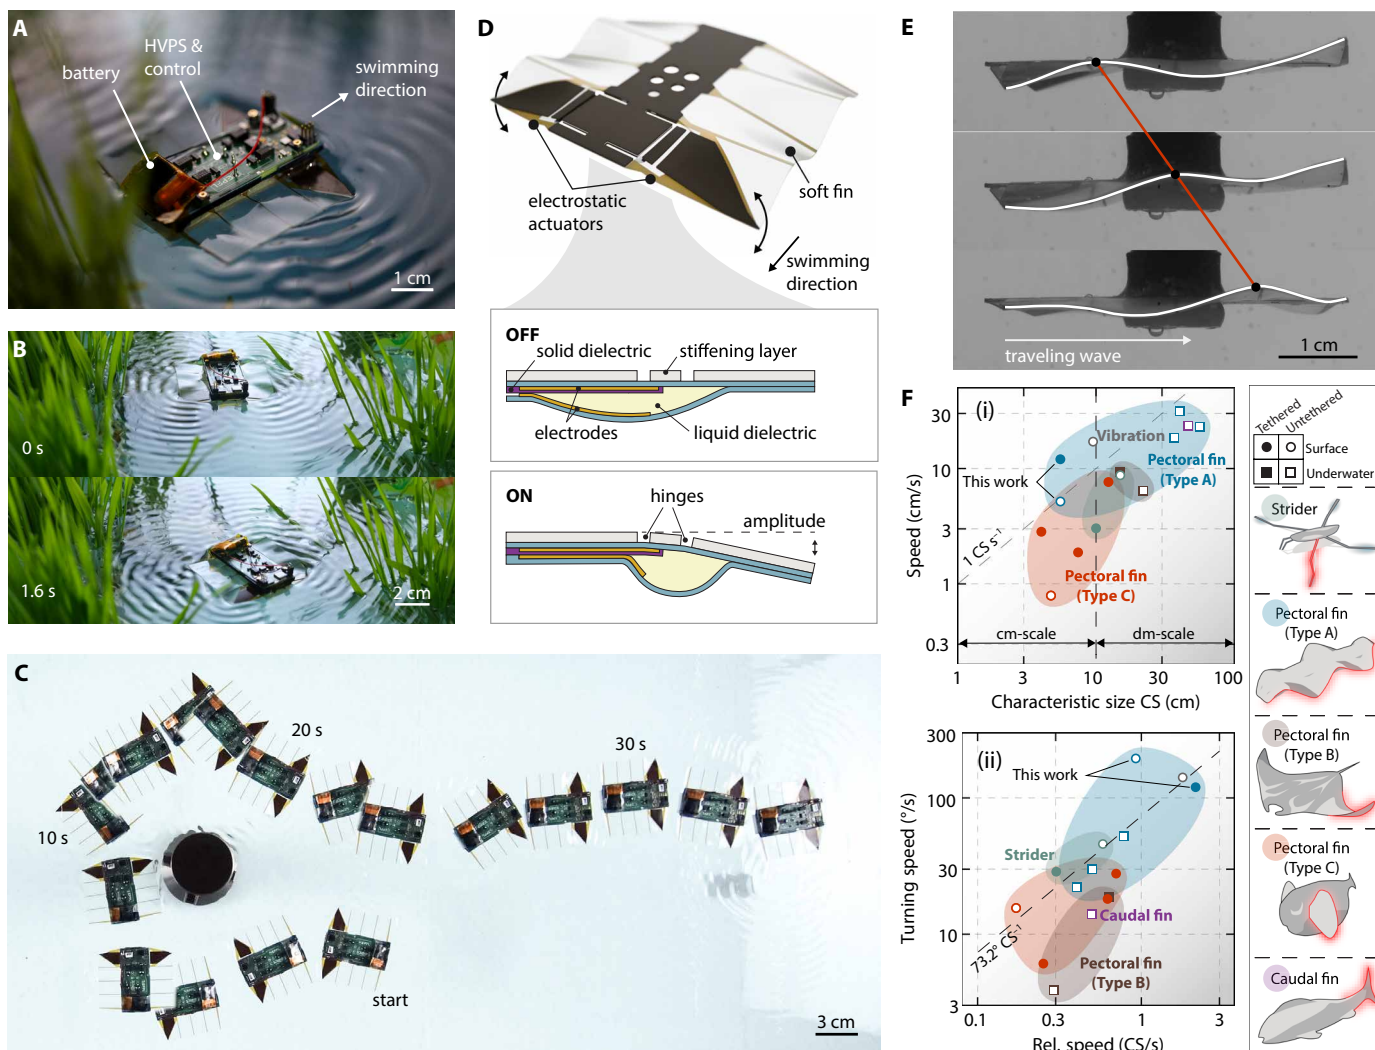 A
HVPS &
control
battery
swimming
direction
1 cm
B
0 s
1.6 s
2 cm
C
20 s
30 s
10 s
start
3 cm
D
electrostatic
actuators
soft fin
swimming
direction
OFF
solid dielectric
stiffening layer
electrodes
liquid dielectric
ON
hinges
amplitude
E
traveling wave
1 cm
F
(i)
Speed (cm/s)
30
10
3
1
0.3
Vibration
Pectoral fin
(Type A)
This work
1 CS s⁻¹
Pectoral fin
(Type C)
cm-scale
dm-scale
1
3
10
30
100
Characteristic size CS (cm)
(ii)
Turning speed (°/s)
300
100
30
10
3
This work
Strider
Caudal fin
73.2° CS⁻¹
Pectoral fin
(Type B)
0.1
0.3
1
3
Rel. speed (CS/s)
Tethered
Untethered
Surface
Underwater
Strider
Pectoral fin
(Type A)
Pectoral fin
(Type B)
Pectoral fin
(Type C)
Caudal fin